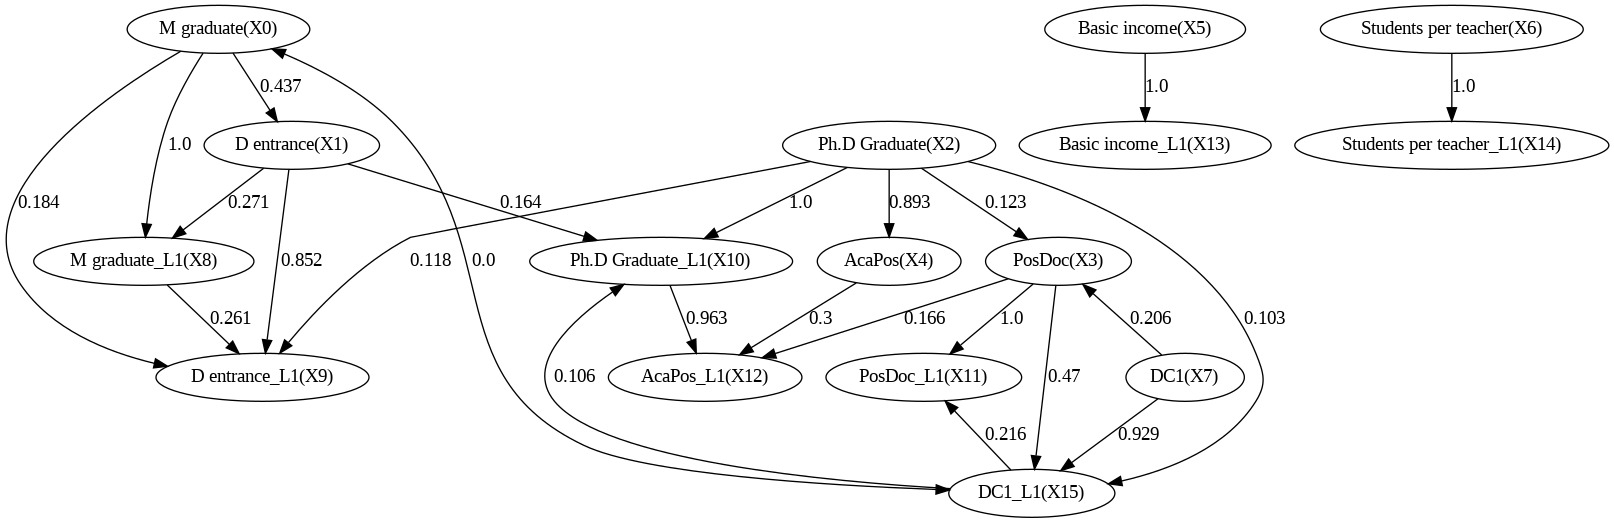 M graduate(X0)
Basic income(X5)
Students per teacher(X6)
0.437
1.0
1.0
D entrance(X1)
1.0
Ph.D Graduate(X2)
Basic income_L1(X13)
Students per teacher_L1(X14)
0.184
0.271
0.164
1.0
0.893
0.123
M graduate_L1(X8)
0.852
0.118
0.0
Ph.D Graduate_L1(X10)
AcaPos(X4)
PosDoc(X3)
0.261
0.963
0.3
0.166
1.0
0.206
0.103
D entrance_L1(X9)
0.106
AcaPos_L1(X12)
PosDoc_L1(X11)
0.47
DC1(X7)
0.216
0.929
DC1_L1(X15)